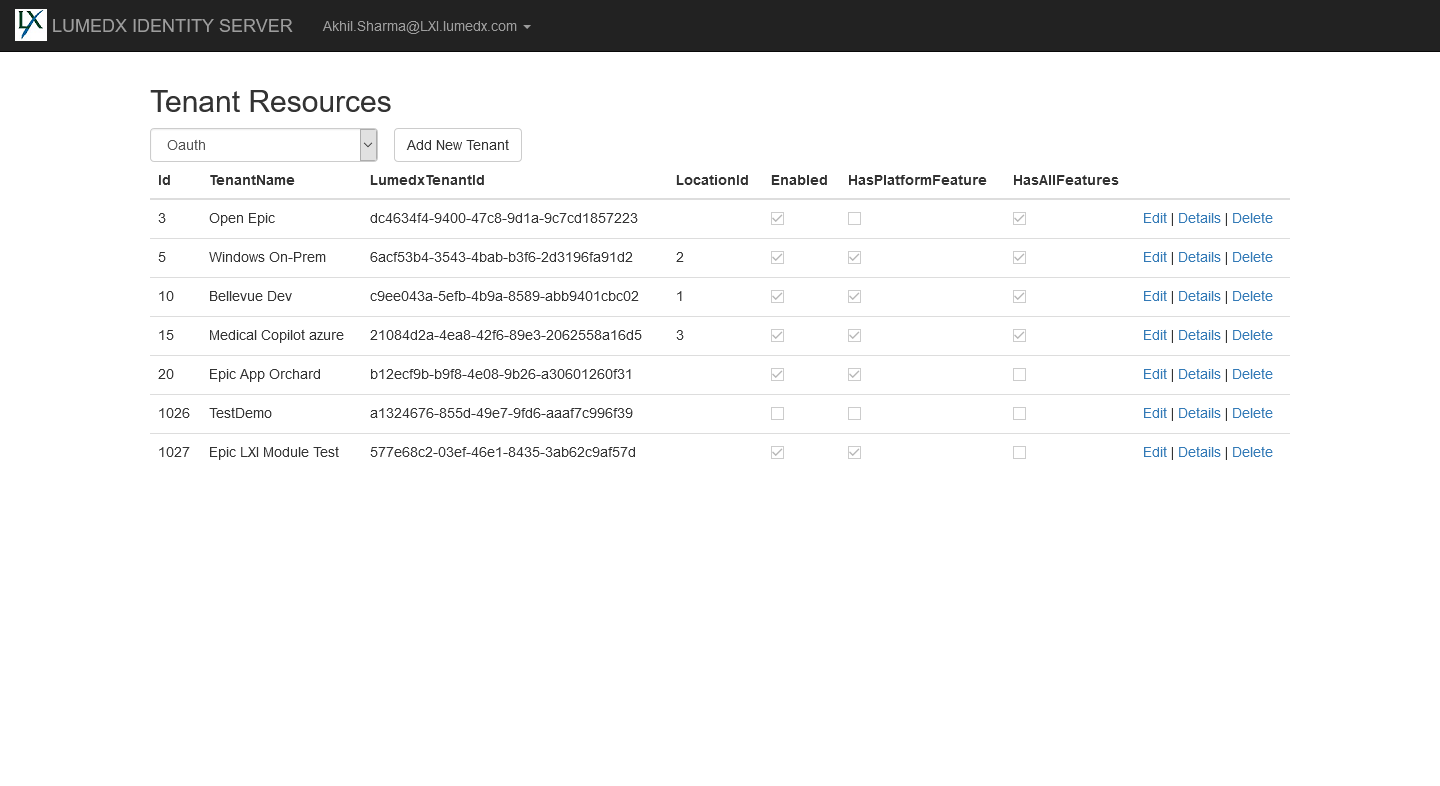 LX LUMEDX IDENTITY SERVER Akhil.Sharma@LXI.lumedx.com
Tenant Resources
Oauth Add New Tenant
Id TenantName LumedxTenantId LocationId Enabled HasPlatformFeature HasAllFeatures
3 Open Epic dc4634f4-9400-47c8-9d1a-9c7cd1857223 Edit | Details | Delete
5 Windows On-Prem 6acf53b4-3543-4bab-b3f6-2d3196fa91d2 2 Edit | Details | Delete
10 Bellevue Dev c9ee043a-5efb-4b9a-8589-abb9401cbc02 1 Edit | Details | Delete
15 Medical Copilot azure 21084d2a-4ea8-42f6-89e3-2062558a16d5 3 Edit | Details | Delete
20 Epic App Orchard b12ecf9b-b9f8-4e08-9b26-a30601260f31 Edit | Details | Delete
1026 TestDemo a1324676-855d-49e7-9fd6-aaaf7c996f39 Edit | Details | Delete
1027 Epic LXI Module Test 577e68c2-03ef-46e1-8435-3ab62c9af57d Edit | Details | Delete